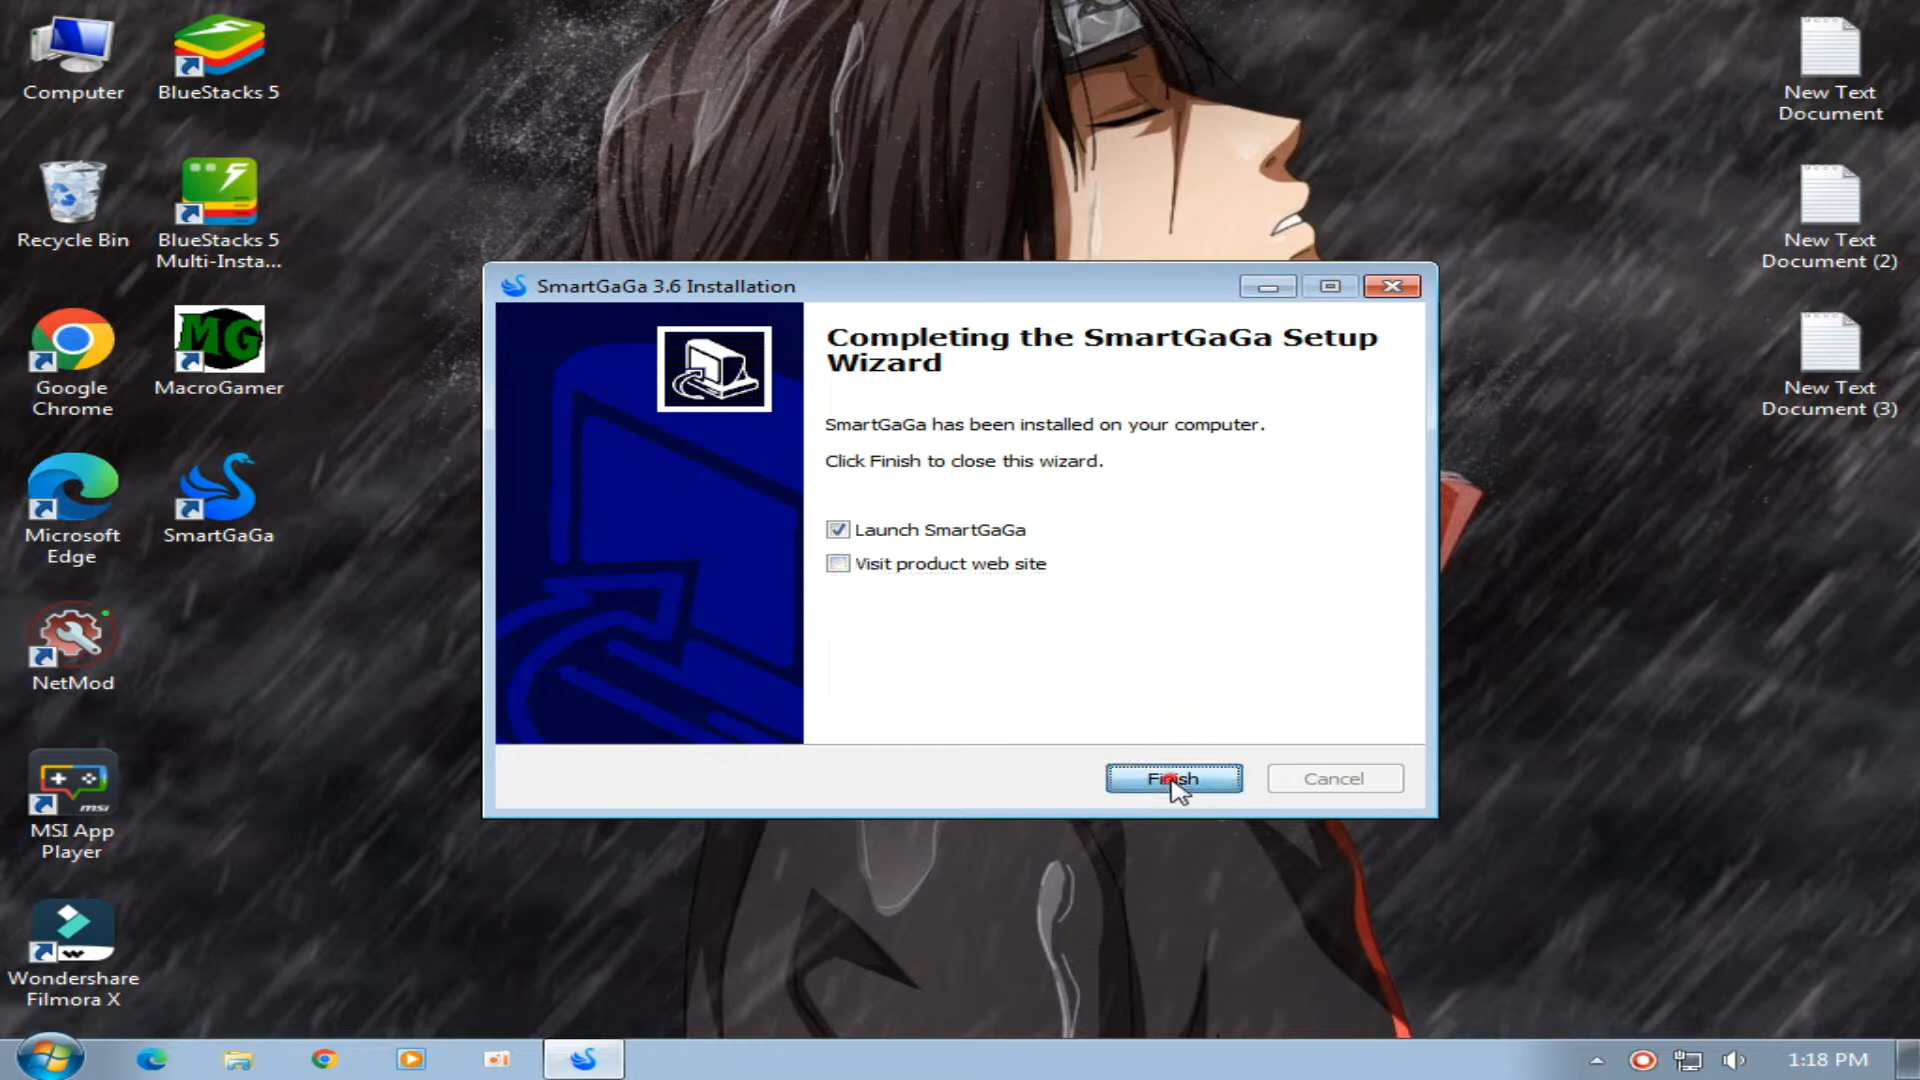 Computer
BlueStacks 5
Recycle Bin
BlueStacks 5
Multi-Insta...
Google
Chrome
MG
MacroGamer
Microsoft
Edge
SmartGaGa
NetMod
msi
MSI App
Player
Wondershare
Filmora X
New Text
Document
New Text
Document (2)
New Text
Document (3)
SmartGaGa 3.6 Installation
Completing the SmartGaGa Setup
Wizard
SmartGaGa has been installed on your computer.
Click Finish to close this wizard.
Launch SmartGaGa
Visit product web site
Finish
Cancel
1:18 PM